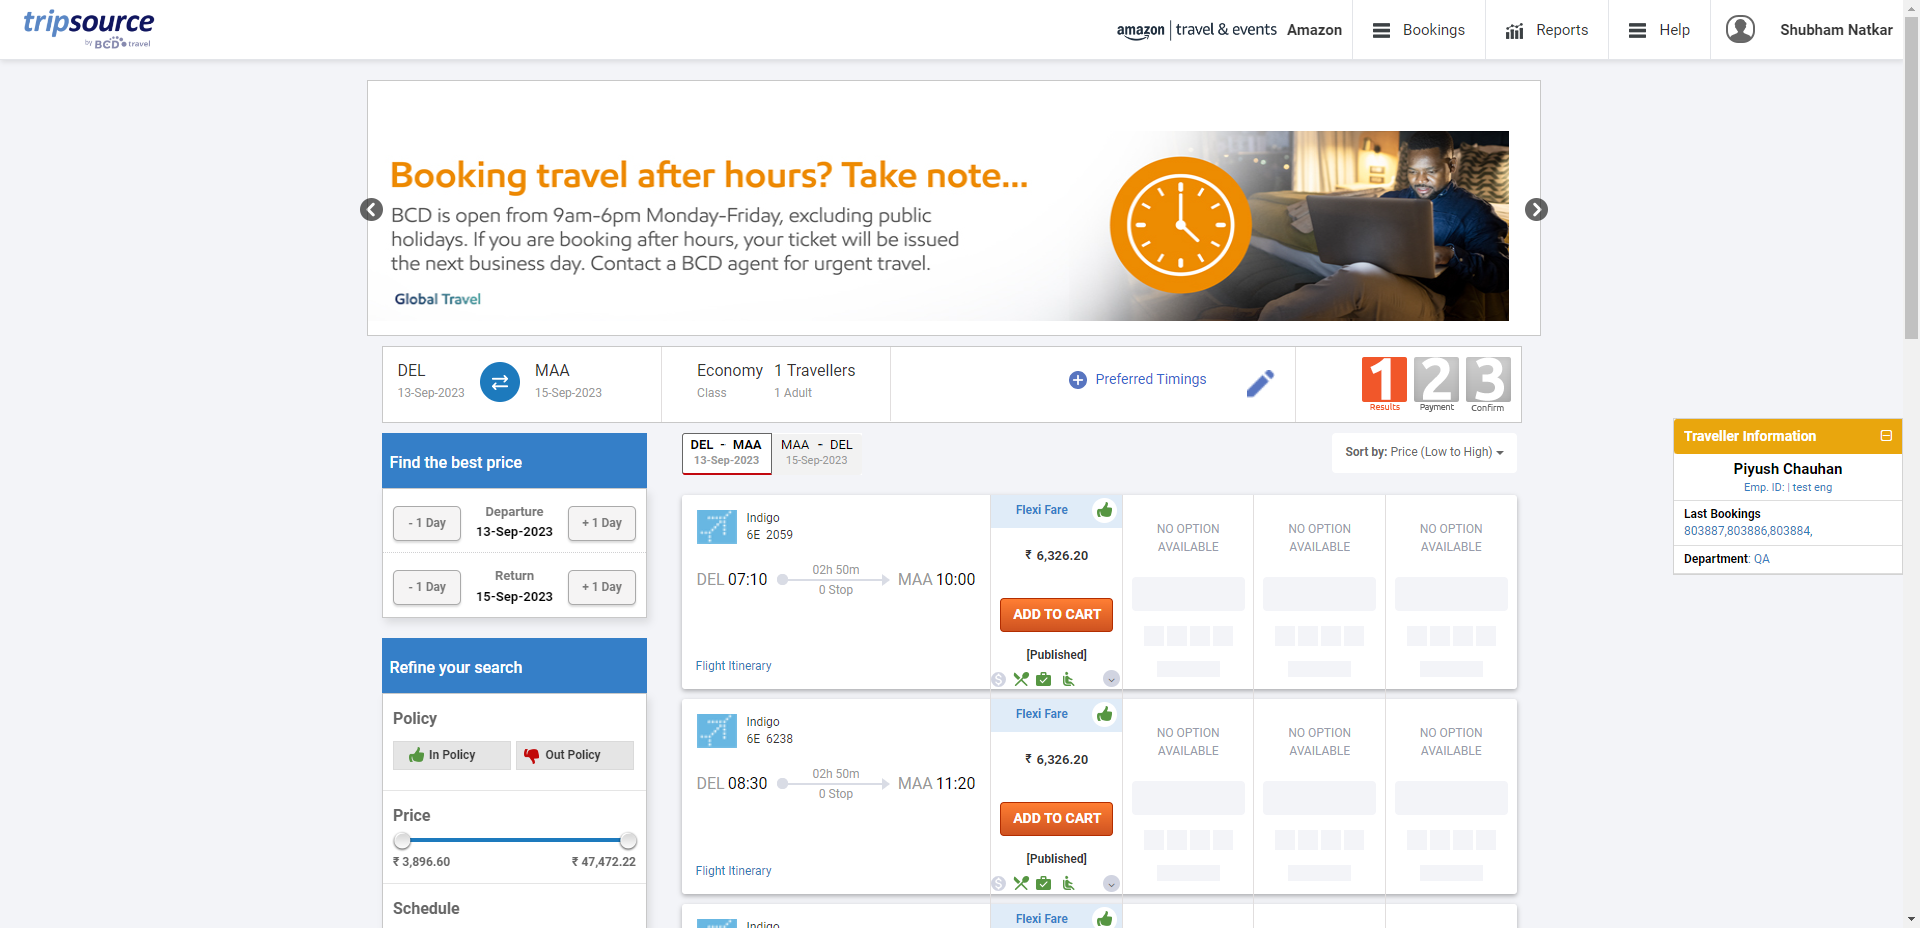 tripsource
by BCD travel
amazon | travel & events Amazon
Bookings
Reports
Help
Shubham Natkar
Booking travel after hours? Take note...
BCD is open from 9am-6pm Monday-Friday, excluding public
holidays. If you are booking after hours, your ticket will be issued
the next business day. Contact a BCD agent for urgent travel.
Global Travel
DEL
13-Sep-2023
MAA
15-Sep-2023
Economy
Class
1 Travellers
1 Adult
Preferred Timings
1 2 3
Results Payment Confirm
Find the best price
- 1 Day
Departure
13-Sep-2023
+ 1 Day
- 1 Day
Return
15-Sep-2023
+ 1 Day
Refine your search
Policy
In Policy
Out Policy
Price
₹ 3,896.60
₹ 47,472.22
Schedule
DEL - MAA
13-Sep-2023
MAA - DEL
15-Sep-2023
Sort by: Price (Low to High)
Indigo
6E 2059
DEL 07:10
02h 50m
0 Stop
MAA 10:00
Flight Itinerary
Flexi Fare
₹ 6,326.20
ADD TO CART
[Published]
NO OPTION
AVAILABLE
NO OPTION
AVAILABLE
NO OPTION
AVAILABLE
Indigo
6E 6238
DEL 08:30
02h 50m
0 Stop
MAA 11:20
Flight Itinerary
Flexi Fare
₹ 6,326.20
ADD TO CART
[Published]
NO OPTION
AVAILABLE
NO OPTION
AVAILABLE
NO OPTION
AVAILABLE
Indigo
Flexi Fare
Traveller Information
Piyush Chauhan
Emp. ID: | test eng
Last Bookings
803887,803886,803884,
Department: QA